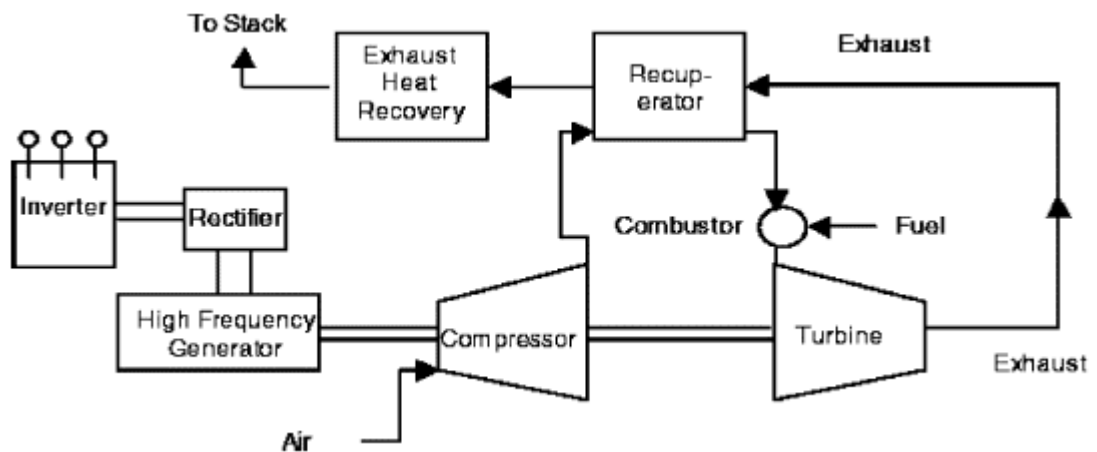 To Stack
Exhaust
Heat
Recovery
Recup-
erator
Exhaust
Inverter
Rectifier
Combustor
Fuel
High Frequency
Generator
Compressor
Turbine
Exhaust
Air